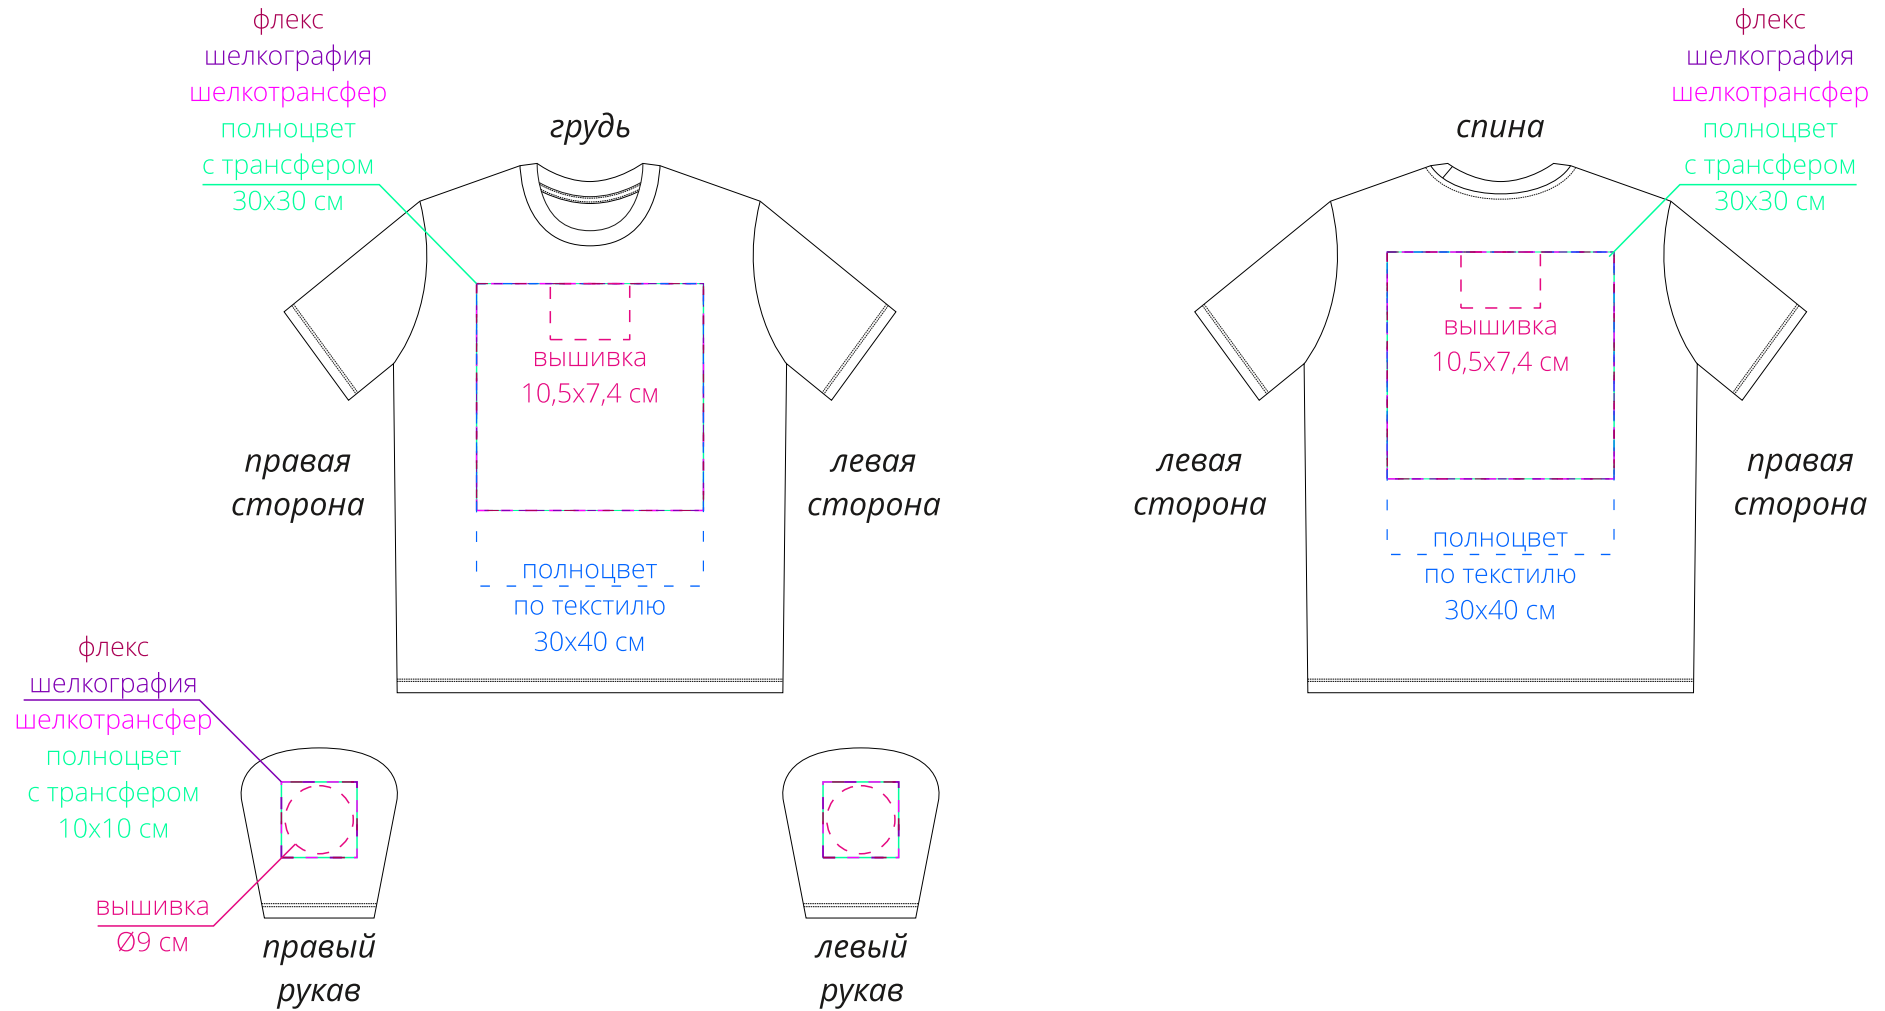 флекс
шелкография
шелкотрансфер
полноцвет
с трансфером
30х30 см
грудь
вышивка
10,5х7,4 см
правая
сторона
левая
сторона
полноцвет
по текстилю
30х40 см
флекс
шелкография
шелкотрансфер
полноцвет
с трансфером
30х30 см
спина
вышивка
10,5х7,4 см
левая
сторона
правая
сторона
полноцвет
по текстилю
30х40 см
флекс
шелкография
шелкотрансфер
полноцвет
с трансфером
10х10 см
вышивка
Ø9 см
правый
рукав
левый
рукав